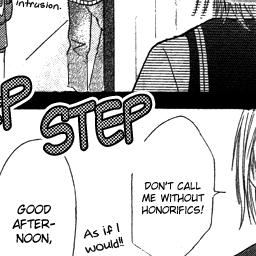 intrusion.
STEP
DON'T CALL
ME WITHOUT
HONORIFICS!
As if I
would!!
GOOD
AFTER-
NOON,